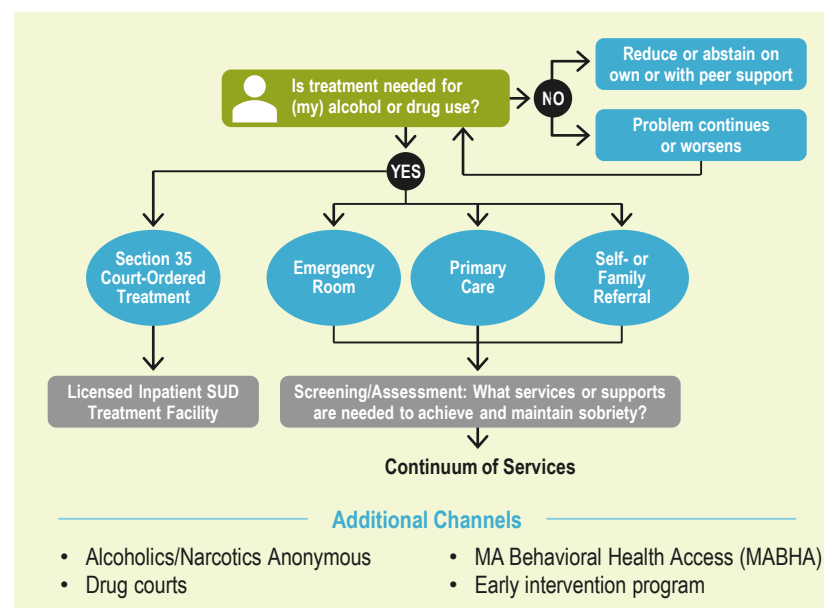 Is treatment needed for
(my) alcohol or drug use?
NO
Reduce or abstain on
own or with peer support
Problem continues
or worsens
YES
Section 35
Court-Ordered
Treatment
Emergency
Room
Primary
Care
Self- or
Family
Referral
Licensed Inpatient SUD
Treatment Facility
Screening/Assessment: What services or supports
are needed to achieve and maintain sobriety?
Continuum of Services
Additional Channels
• Alcoholics/Narcotics Anonymous
• Drug courts
• MA Behavioral Health Access (MABHA)
• Early intervention program